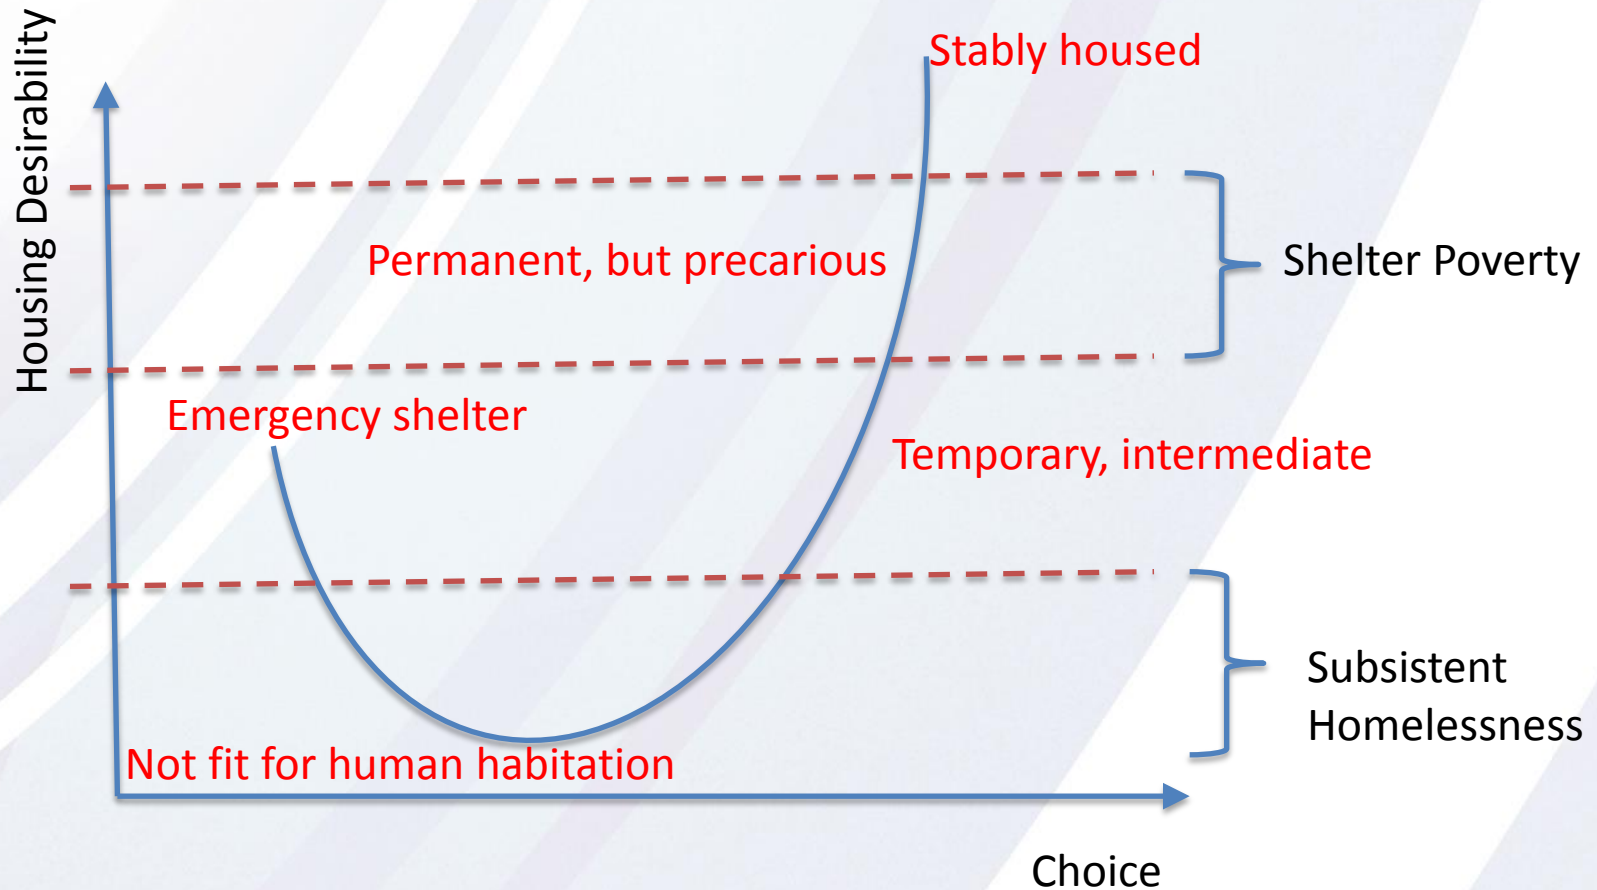 Housing Desirability
Stably housed
Permanent, but precarious
Shelter Poverty
Emergency shelter
Temporary, intermediate
Subsistent
Homelessness
Not fit for human habitation
Choice